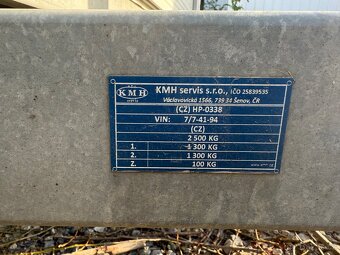 KMH
KMH servis s.r.o., IČO 25839535
Václavovická 1566, 739 34 Šenov, ČR
(CZ) HP-0338
VIN: 7/7-41-94
(CZ)
2 500 KG
1. 1 300 KG
2. 1 300 KG
Z. 100 KG